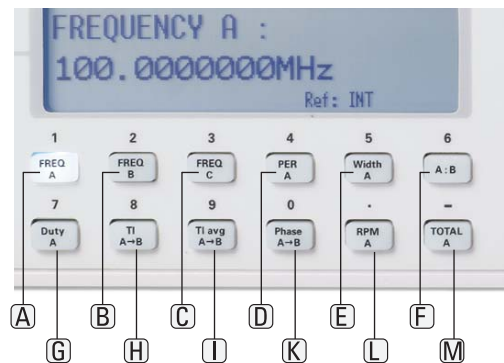 FREQUENCY A :
100.0000000MHz
Ref: INT
1 2 3 4 5 6
FREQ A FREQ B FREQ C PER A Width A A:B
7 8 9 0 . –
Duty A TI A→B TI avg A→B Phase A→B RPM A TOTAL A
A B C D E F
G H I K L M